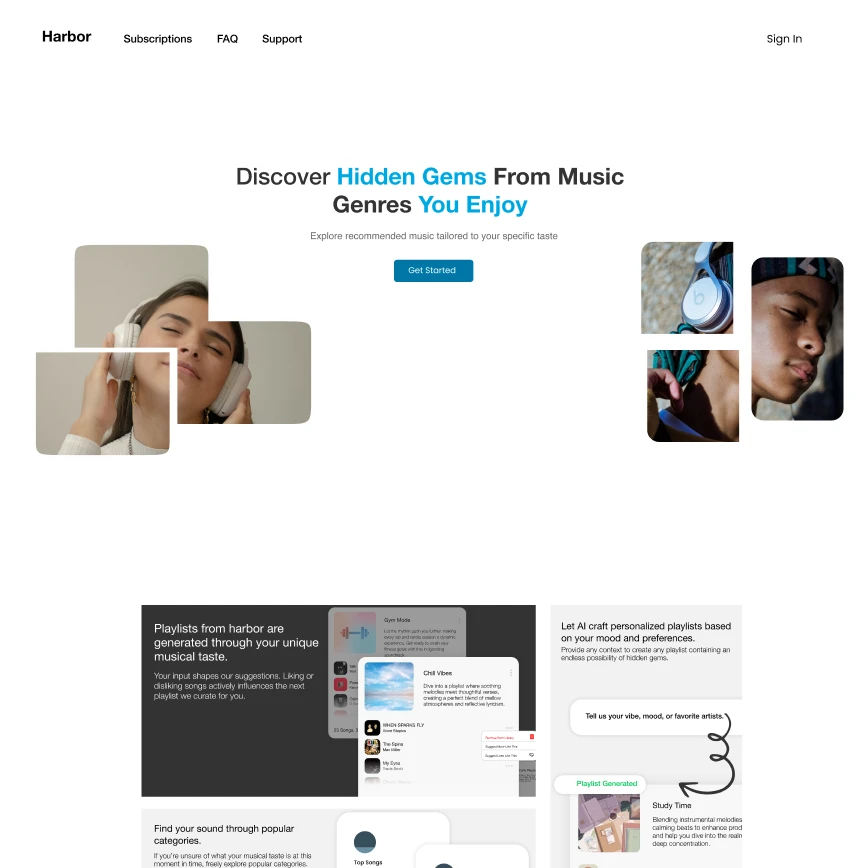 Harbor
Subscriptions
FAQ
Support
Sign In
Discover Hidden Gems From Music
Genres You Enjoy
Explore recommended music tailored to your specific taste
Get Started
Playlists from harbor are
generated through your unique
musical taste.
Your input shapes our suggestions. Liking or
disliking songs actively influences the next
playlist we curate for you.
Gym Mode
Chill Vibes
Dive into a playlist where soothing
melodies meet thoughtful verses,
creating a perfect blend of mellow
atmospheres and reflective lyricism.
WHEN SPARKS FLY
Vince Staples
The Spins
Mac Miller
My Eyes
Travis Scott
Let AI craft personalized playlists based
on your mood and preferences.
Provide any context to create any playlist containing an
endless possibility of hidden gems.
Tell us your vibe, mood, or favorite artists.
Playlist Generated
Study Time
Blending instrumental melodies
calming beats to enhance prod
and help you dive into the realm
deep concentration.
Find your sound through popular
categories.
If you're unsure of what your musical taste is at this
moment in time, freely explore popular categories.
Top Songs